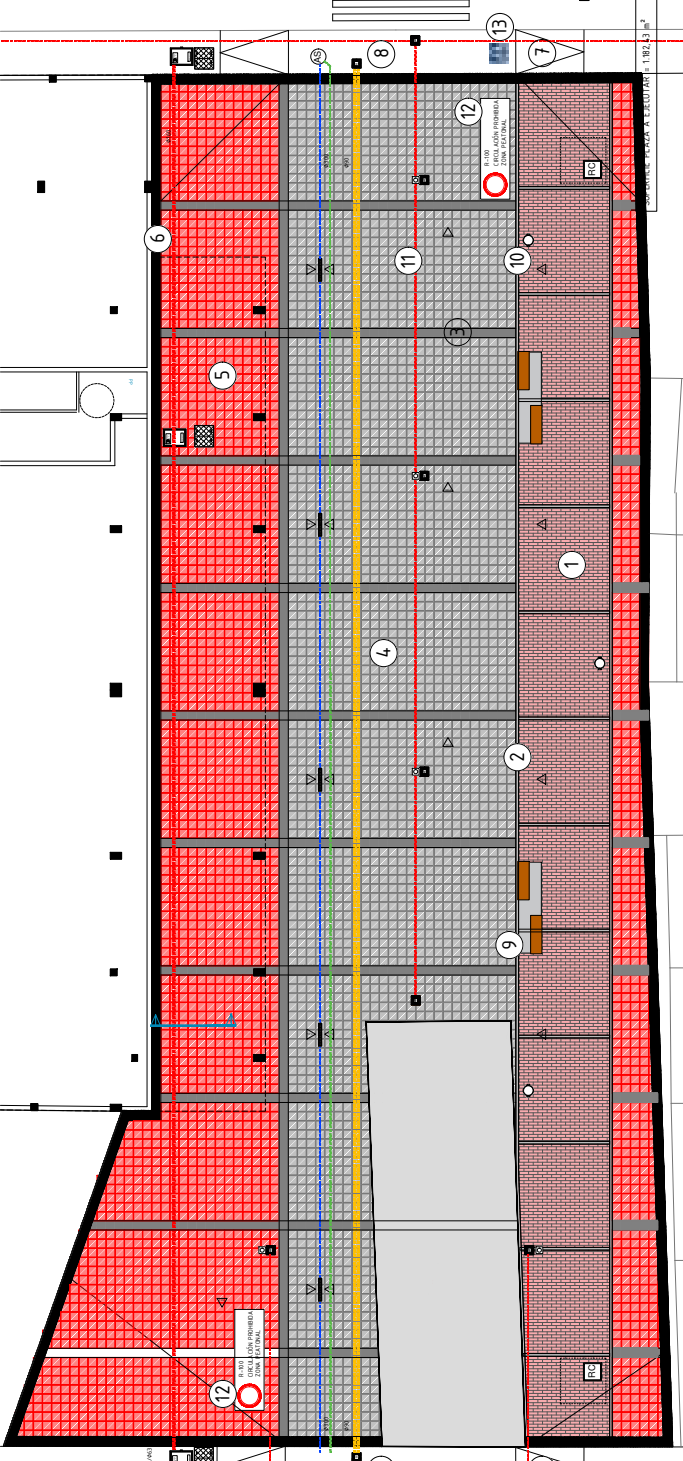 13
7
8
AS
SUPERFICIE PLAZA A EJECUTAR = 1.182,43 m²
12
R-100
CIRCULACIÓN PROHIBIDA
ZONA PEATONAL
RC
6
11
10
3
5
1
4
2
9
12
R-100
CIRCULACIÓN PROHIBIDA
ZONA PEATONAL
RC